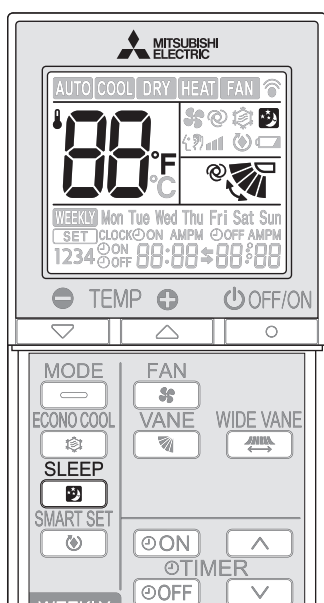 MITSUBISHI
ELECTRIC
AUTO COOL DRY HEAT FAN
88°F
°C
WEEKLY Mon Tue Wed Thu Fri Sat Sun
SET CLOCK ON AMPM OFF AMPM
1234 ON OFF 88:88 88:88
TEMP OFF/ON
MODE FAN
ECONO COOL VANE WIDE VANE
SLEEP
SMART SET
ON
TIMER
OFF
WEEKLY